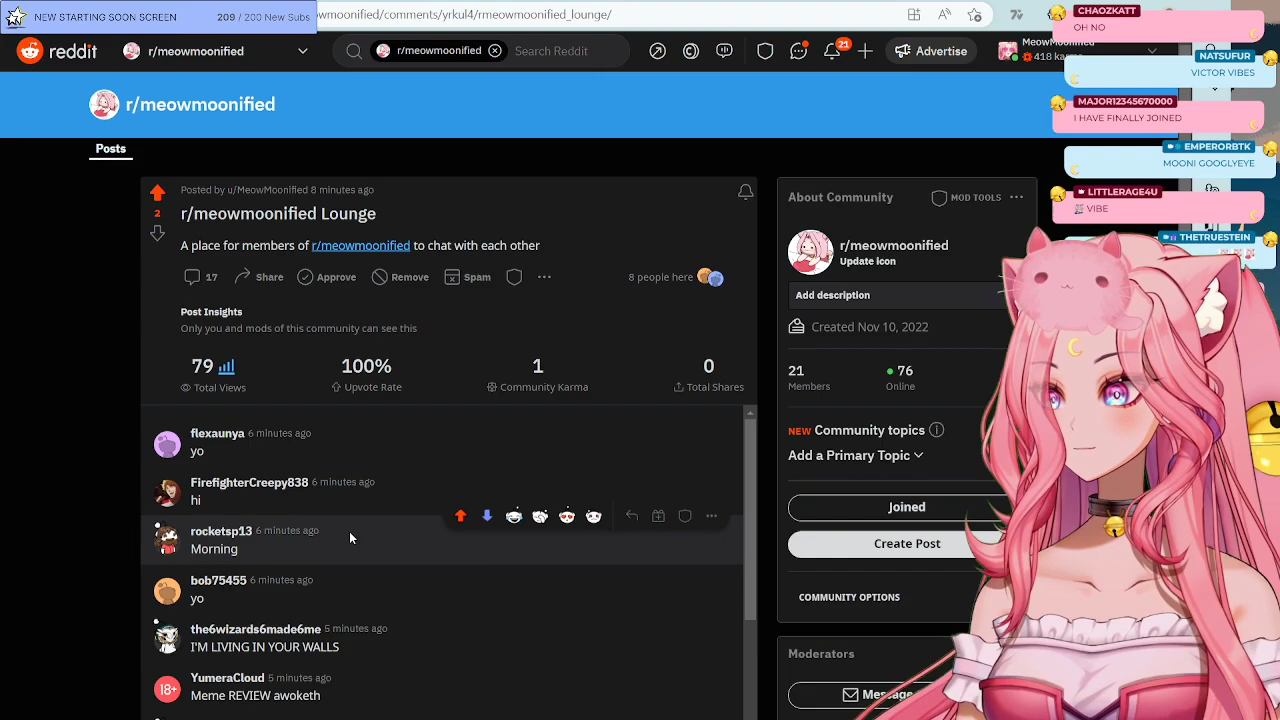 NEW STARTING SOON SCREEN 209 / 200 New Subs
wmoonified/comments/yrkul4/rmeowmoonified_lounge/
reddit r/meowmoonified r/meowmoonified Search Reddit 21 Advertise MeowMoonified
418 karma
r/meowmoonified
Posts
Posted by u/MeowMoonified 8 minutes ago
2
r/meowmoonified Lounge
A place for members of r/meowmoonified to chat with each other
17 Share Approve Remove Spam 8 people here
Post Insights
Only you and mods of this community can see this
79 100% 1 0
Total Views Upvote Rate Community Karma Total Shares
flexaunya 6 minutes ago
yo
FirefighterCreepy838 6 minutes ago
hi
rocketsp13 6 minutes ago
Morning
bob75455 6 minutes ago
yo
the6wizards6made6me 5 minutes ago
I'M LIVING IN YOUR WALLS
18+ YumeraCloud 5 minutes ago
Meme REVIEW awoketh
About Community MOD TOOLS
r/meowmoonified
Update icon
Add description
Created Nov 10, 2022
21 76
Members Online
NEW Community topics
Add a Primary Topic
Joined
Create Post
COMMUNITY OPTIONS
Moderators
CHAOZKATT
OH NO
NATSUFUR
VICTOR VIBES
MAJOR12345670000
I HAVE FINALLY JOINED
EMPERORBTK
MOONI GOOGLYEYE
LITTLERAGE4U
VIBE
THETRUESTEIN